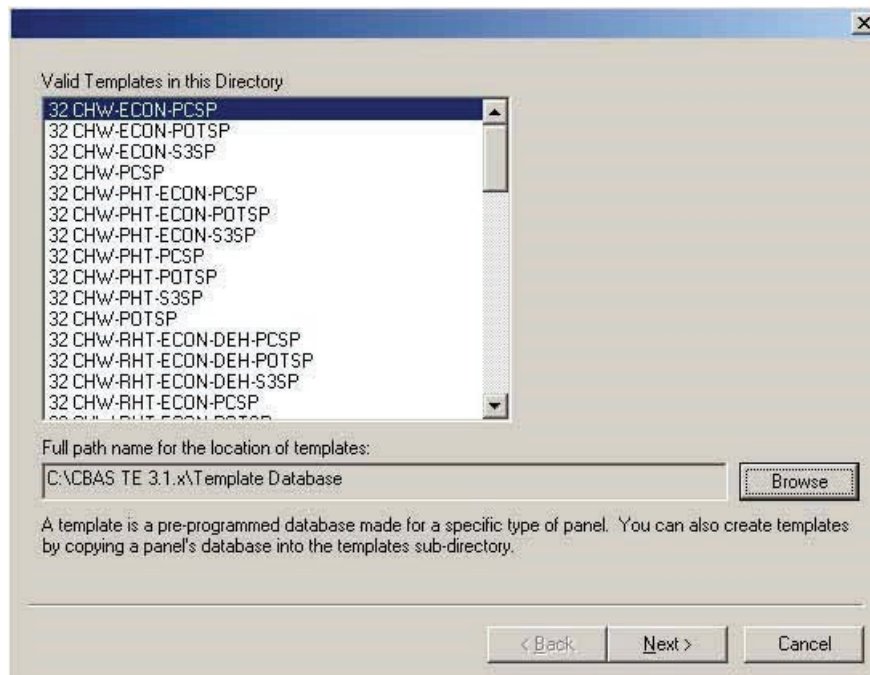 Valid Templates in this Directory
32 CHW-ECON-PCSP
32 CHW-ECON-POTSP
32 CHW-ECON-S3SP
32 CHW-PCSP
32 CHW-PHT-ECON-PCSP
32 CHW-PHT-ECON-POTSP
32 CHW-PHT-ECON-S3SP
32 CHW-PHT-PCSP
32 CHW-PHT-POTSP
32 CHW-PHT-S3SP
32 CHW-POTSP
32 CHW-RHT-ECON-DEH-PCSP
32 CHW-RHT-ECON-DEH-POTSP
32 CHW-RHT-ECON-DEH-S3SP
32 CHW-RHT-ECON-PCSP
Full path name for the location of templates:
C:\CBAS TE 3.1.x\Template Database
Browse
A template is a pre-programmed database made for a specific type of panel.  You can also create templates
by copying a panel's database into the templates sub-directory.
< Back
Next >
Cancel